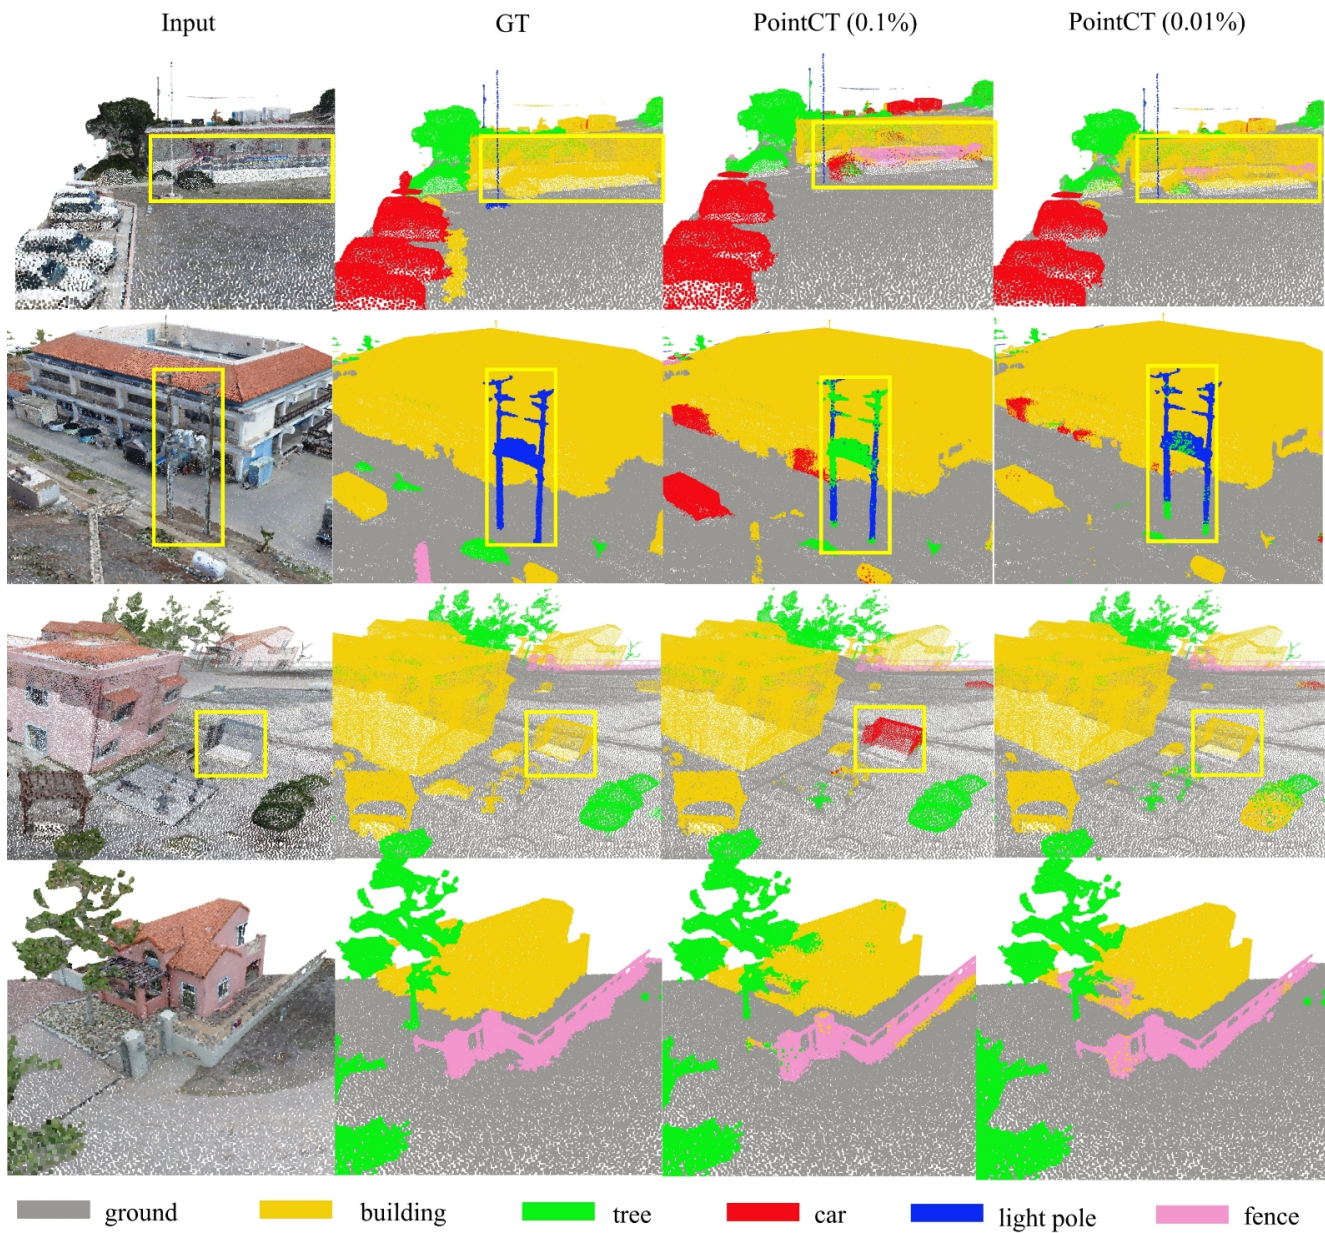 Input GT PointCT (0.1%) PointCT (0.01%)
ground building tree car light pole fence